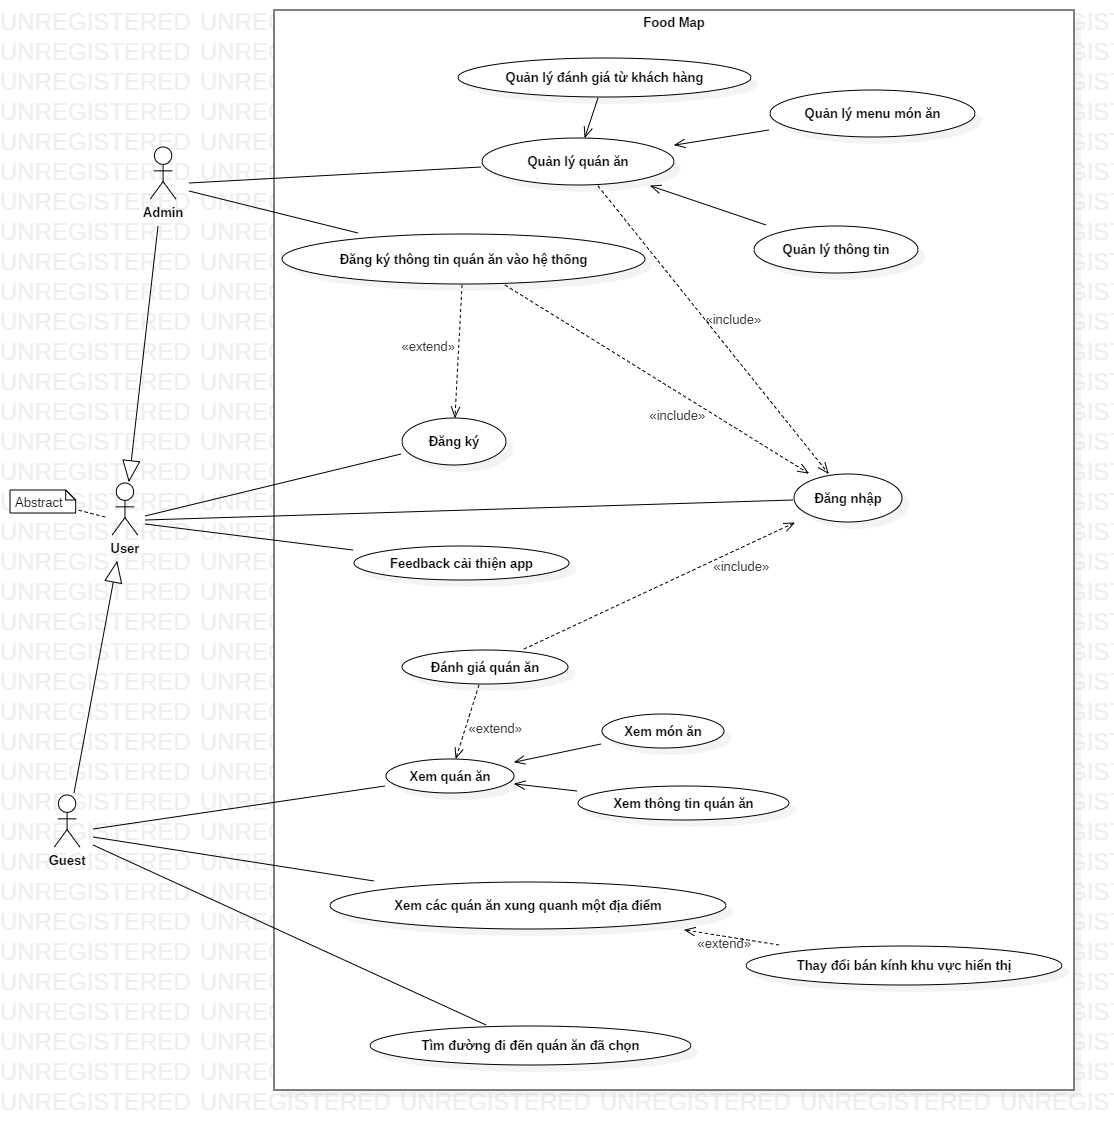 Food Map
Quản lý đánh giá từ khách hàng
Quản lý menu món ăn
Quản lý quán ăn
Admin
Quản lý thông tin
Đăng ký thông tin quán ăn vào hệ thống
«include»
«extend»
«include»
Đăng ký
Abstract
Đăng nhập
User
Feedback cải thiện app
«include»
Đánh giá quán ăn
«extend»
Xem món ăn
Xem quán ăn
Xem thông tin quán ăn
Guest
Xem các quán ăn xung quanh một địa điểm
«extend»
Thay đổi bán kính khu vực hiển thị
Tìm đường đi đến quán ăn đã chọn
UNREGISTERED UNREGISTERED UNREGISTERED UNREGISTERED UNREGISTERED